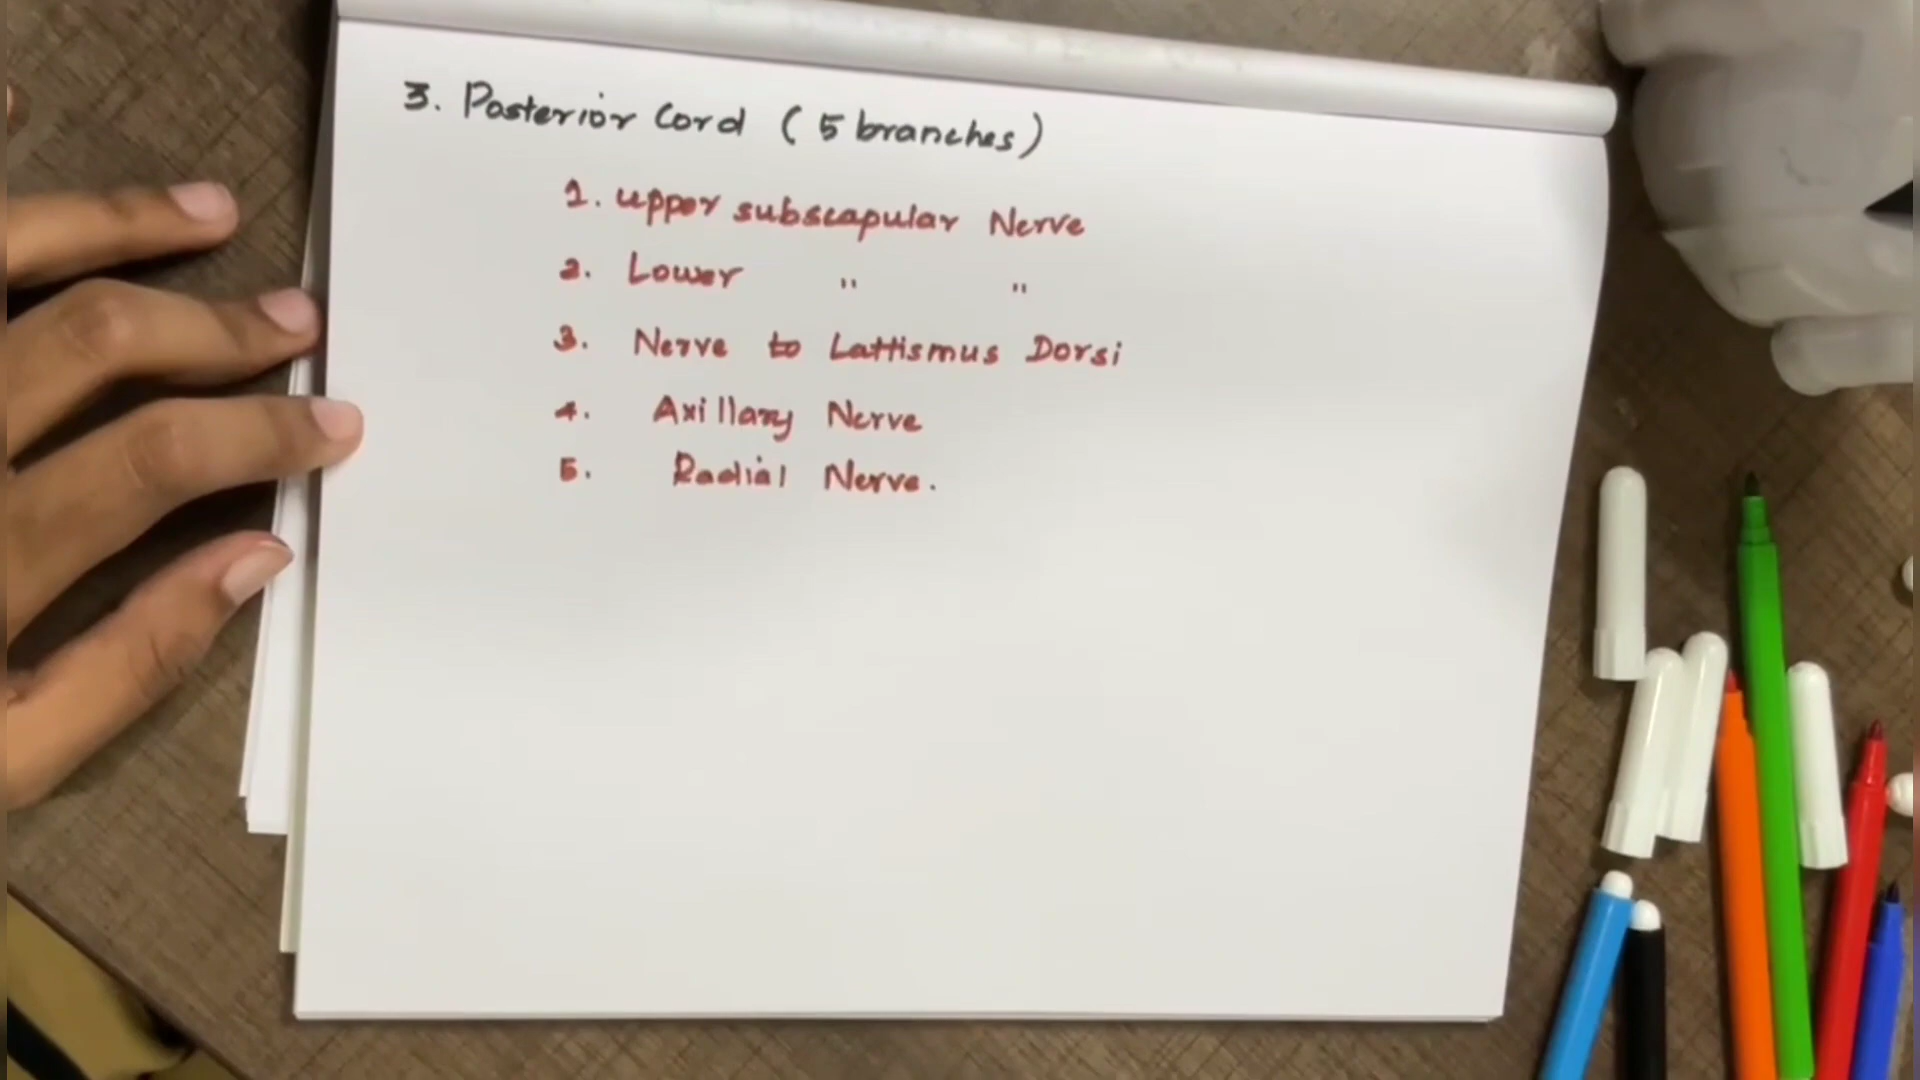 3. Posterior Cord ( 5 branches )
1. upper subscapular Nerve
2. Lower " "
3. Nerve to Lattismus Dorsi
4. Axillary Nerve
5. Radial Nerve.